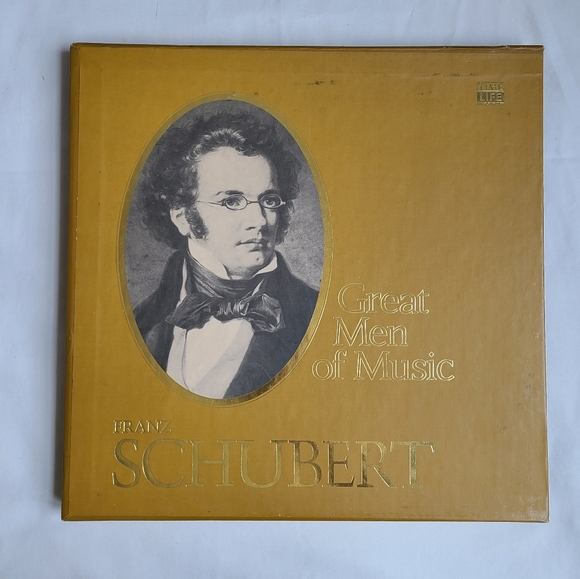 TIME
LIFE
Great
Men
of Music
FRANZ
SCHUBERT